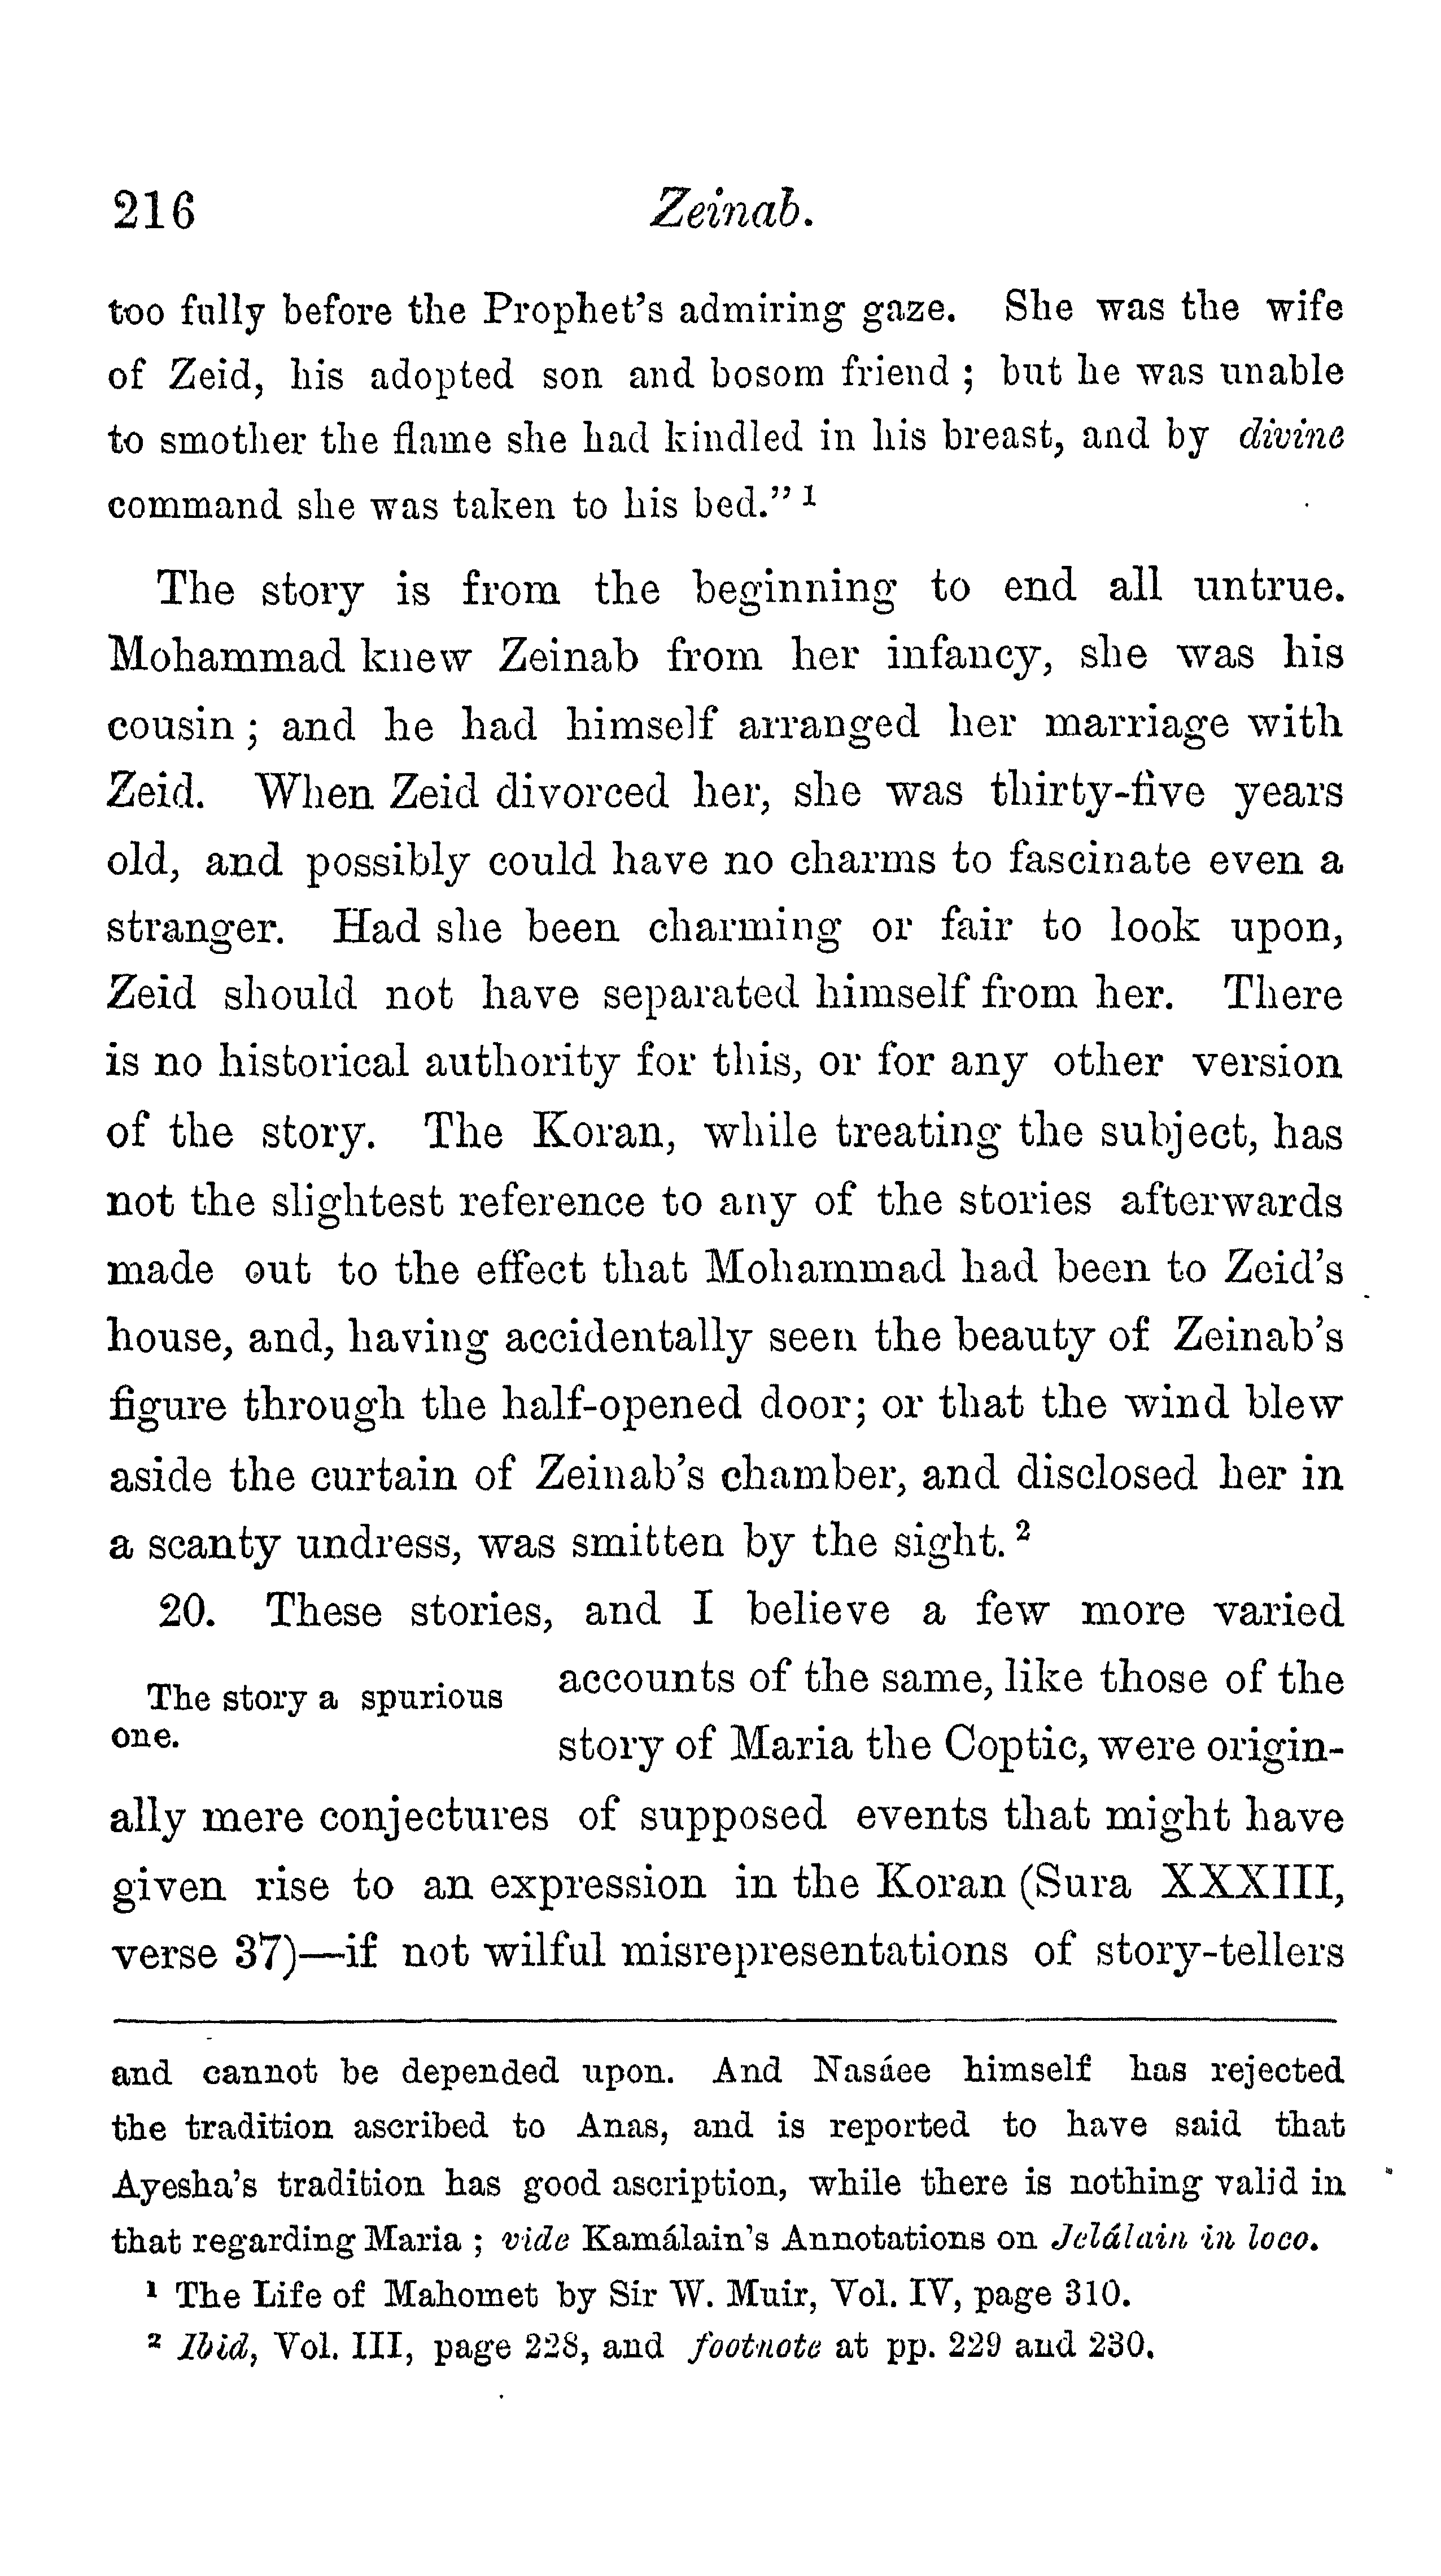 216 Zeinab.
too fully before the Prophet's admiring gaze. She was the wife
of Zeid, his adopted son and bosom friend ; but he was unable
to smother the flame she had kindled in his breast, and by divine
command she was taken to his bed." 1
The story is from the beginning to end all untrue.
Mohammad knew Zeinab from her infancy, she was his
cousin ; and he had himself arranged her marriage with
Zeid. When Zeid divorced her, she was thirty-five years
old, and possibly could have no charms to fascinate even a
stranger. Had she been charming or fair to look upon,
Zeid should not have separated himself from her. There
is no historical authority for this, or for any other version
of the story. The Koran, while treating the subject, has
not the slightest reference to any of the stories afterwards
made out to the effect that Mohammad had been to Zeid's
house, and, having accidentally seen the beauty of Zeinab's
figure through the half-opened door; or that the wind blew
aside the curtain of Zeinab's chamber, and disclosed her in
a scanty undress, was smitten by the sight. 2
20. These stories, and I believe a few more varied
The story a spurious
one.
accounts of the same, like those of the
story of Maria the Coptic, were origin-
ally mere conjectures of supposed events that might have
given rise to an expression in the Koran (Sura XXXIII,
verse 37)—if not wilful misrepresentations of story-tellers
and cannot be depended upon. And Nasáee himself has rejected
the tradition ascribed to Anas, and is reported to have said that
Ayesha's tradition has good ascription, while there is nothing valid in
that regarding Maria ; vide Kamálain's Annotations on Jelálain in loco.
1 The Life of Mahomet by Sir W. Muir, Vol. IV, page 310.
2 Ibid, Vol. III, page 228, and footnote at pp. 229 and 230.